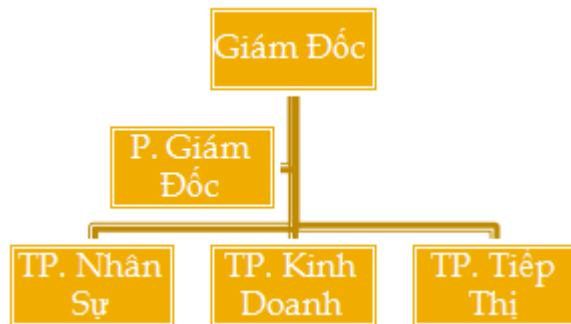 Giám Đốc
P. Giám
Đốc
TP. Nhân
Sự
TP. Kinh
Doanh
TP. Tiếp
Thị